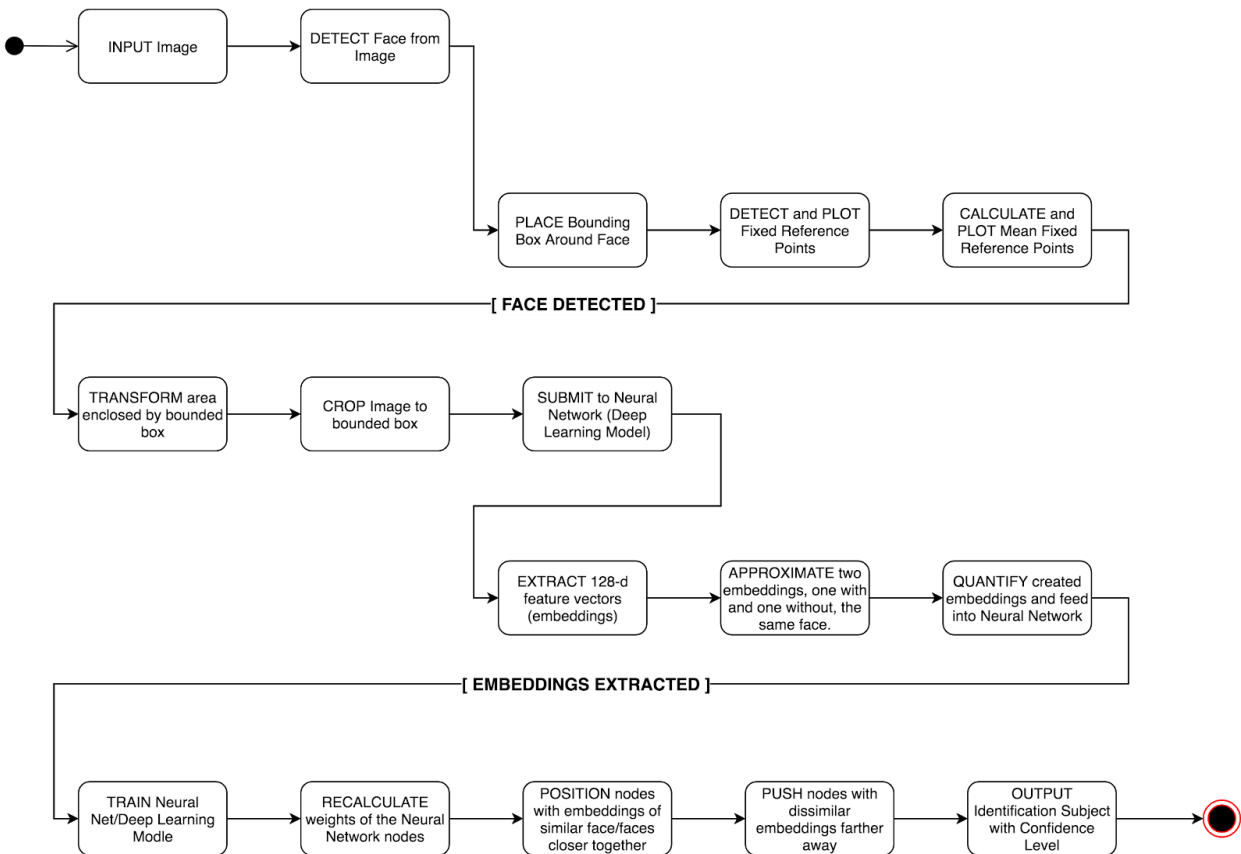 INPUT Image
DETECT Face from
Image
PLACE Bounding
Box Around Face
DETECT and PLOT
Fixed Reference
Points
CALCULATE and
PLOT Mean Fixed
Reference Points
[ FACE DETECTED ]
TRANSFORM area
enclosed by bounded
box
CROP Image to
bounded box
SUBMIT to Neural
Network (Deep
Learning Model)
EXTRACT 128-d
feature vectors
(embeddings)
APPROXIMATE two
embeddings, one with
and one without, the
same face.
QUANTIFY created
embeddings and feed
into Neural Network
[ EMBEDDINGS EXTRACTED ]
TRAIN Neural
Net/Deep Learning
Modle
RECALCULATE
weights of the Neural
Network nodes
POSITION nodes
with embeddings of
similar face/faces
closer together
PUSH nodes with
dissimilar
embeddings farther
away
OUTPUT
Identification Subject
with Confidence
Level